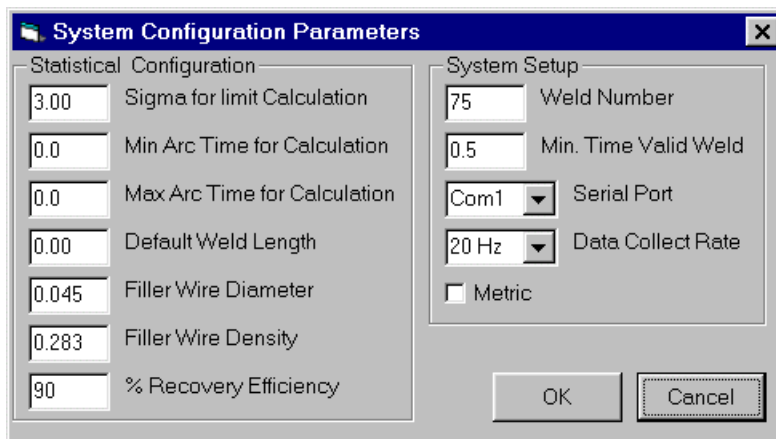 System Configuration Parameters
Statistical Configuration
3.00 Sigma for limit Calculation
0.0 Min Arc Time for Calculation
0.0 Max Arc Time for Calculation
0.00 Default Weld Length
0.045 Filler Wire Diameter
0.283 Filler Wire Density
90 % Recovery Efficiency
System Setup
75 Weld Number
0.5 Min. Time Valid Weld
Com1 Serial Port
20 Hz Data Collect Rate
Metric
OK
Cancel